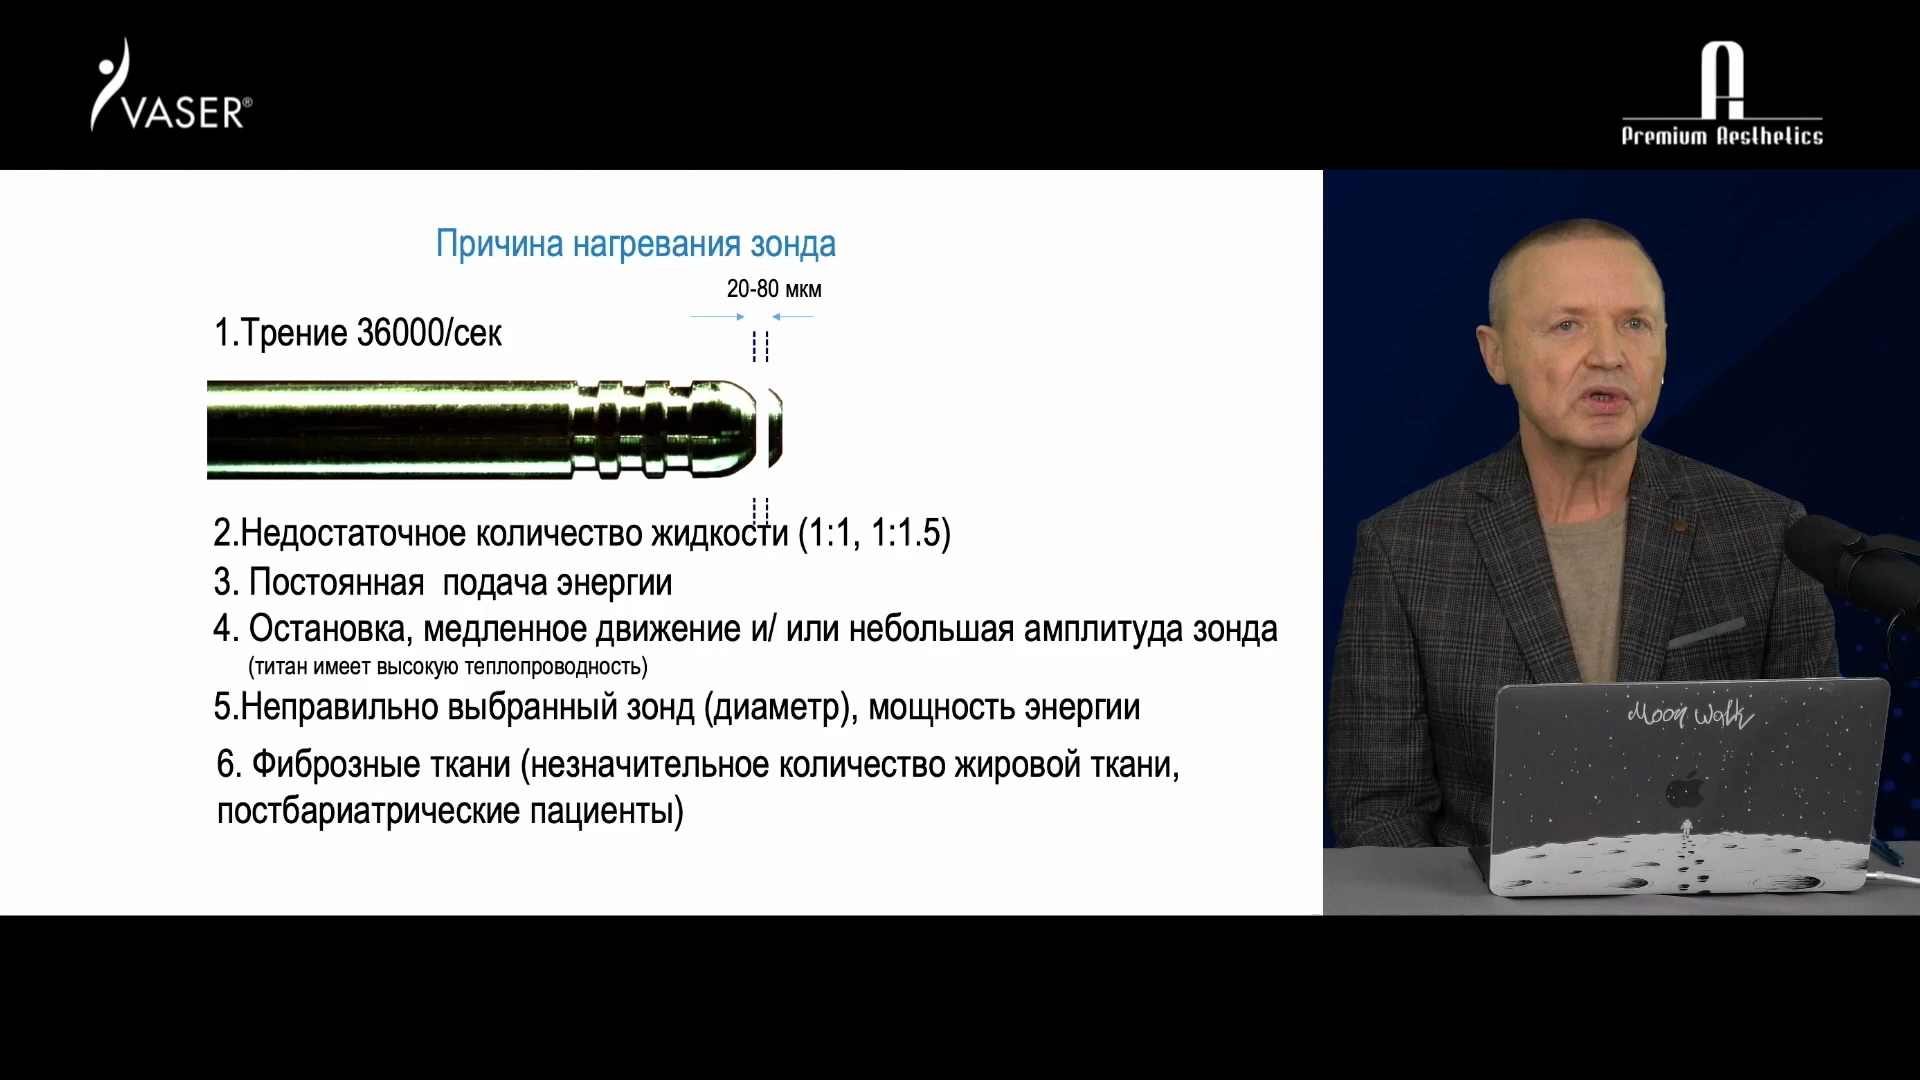 VASER®
Premium Aesthetics
Причина нагревания зонда
20-80 мкм
1.Трение 36000/сек
2.Недостаточное количество жидкости (1:1, 1:1.5)
3. Постоянная подача энергии
4. Остановка, медленное движение и/ или небольшая амплитуда зонда
(титан имеет высокую теплопроводность)
5.Неправильно выбранный зонд (диаметр), мощность энергии
6. Фиброзные ткани (незначительное количество жировой ткани,
постбариатрические пациенты)
Moon Walk